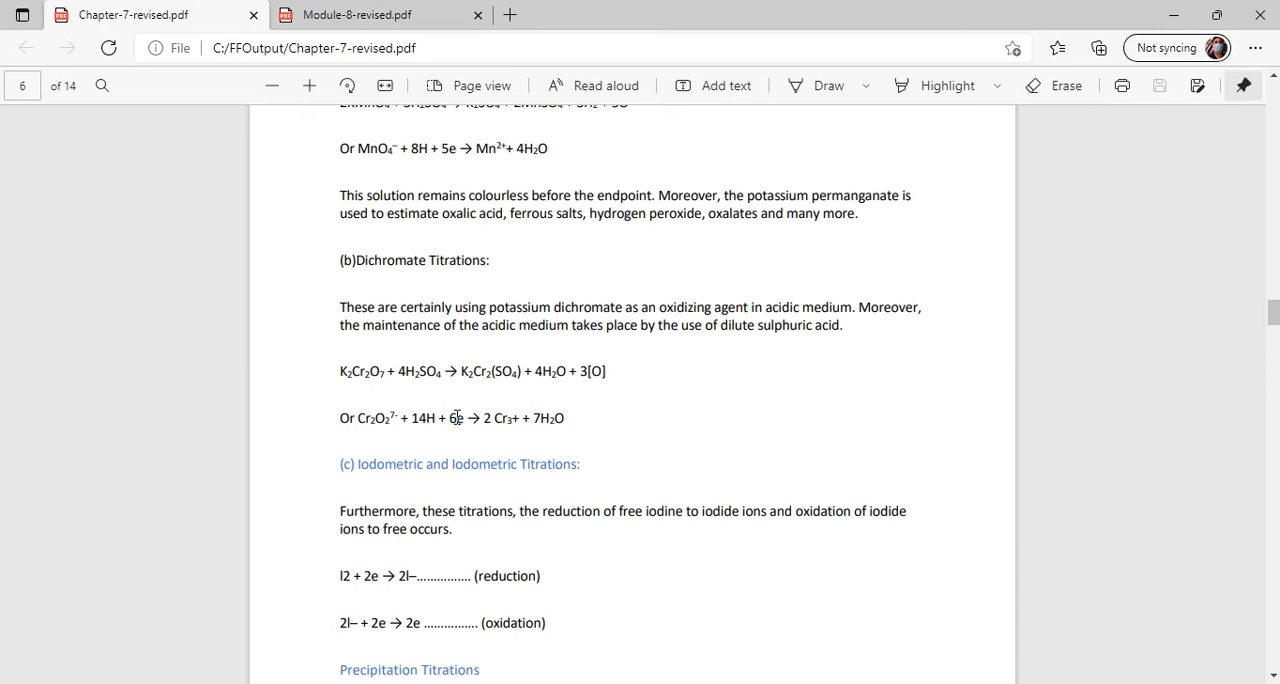 Chapter-7-revised.pdf
Module-8-revised.pdf
File
C:/FFOutput/Chapter-7-revised.pdf
Not syncing
6 of 14
Page view
Read aloud
Add text
Draw
Highlight
Erase
Or MnO₄⁻ + 8H + 5e → Mn²⁺+ 4H₂O
This solution remains colourless before the endpoint. Moreover, the potassium permanganate is
used to estimate oxalic acid, ferrous salts, hydrogen peroxide, oxalates and many more.
(b)Dichromate Titrations:
These are certainly using potassium dichromate as an oxidizing agent in acidic medium. Moreover,
the maintenance of the acidic medium takes place by the use of dilute sulphuric acid.
K₂Cr₂O₇ + 4H₂SO₄ → K₂Cr₂(SO₄) + 4H₂O + 3[O]
Or Cr₂O₂⁷⁻ + 14H + 6e → 2 Cr₃+ + 7H₂O
(c) Iodometric and Iodometric Titrations:
Furthermore, these titrations, the reduction of free iodine to iodide ions and oxidation of iodide
ions to free occurs.
I2 + 2e → 2I–............... (reduction)
2I– + 2e → 2e ............... (oxidation)
Precipitation Titrations